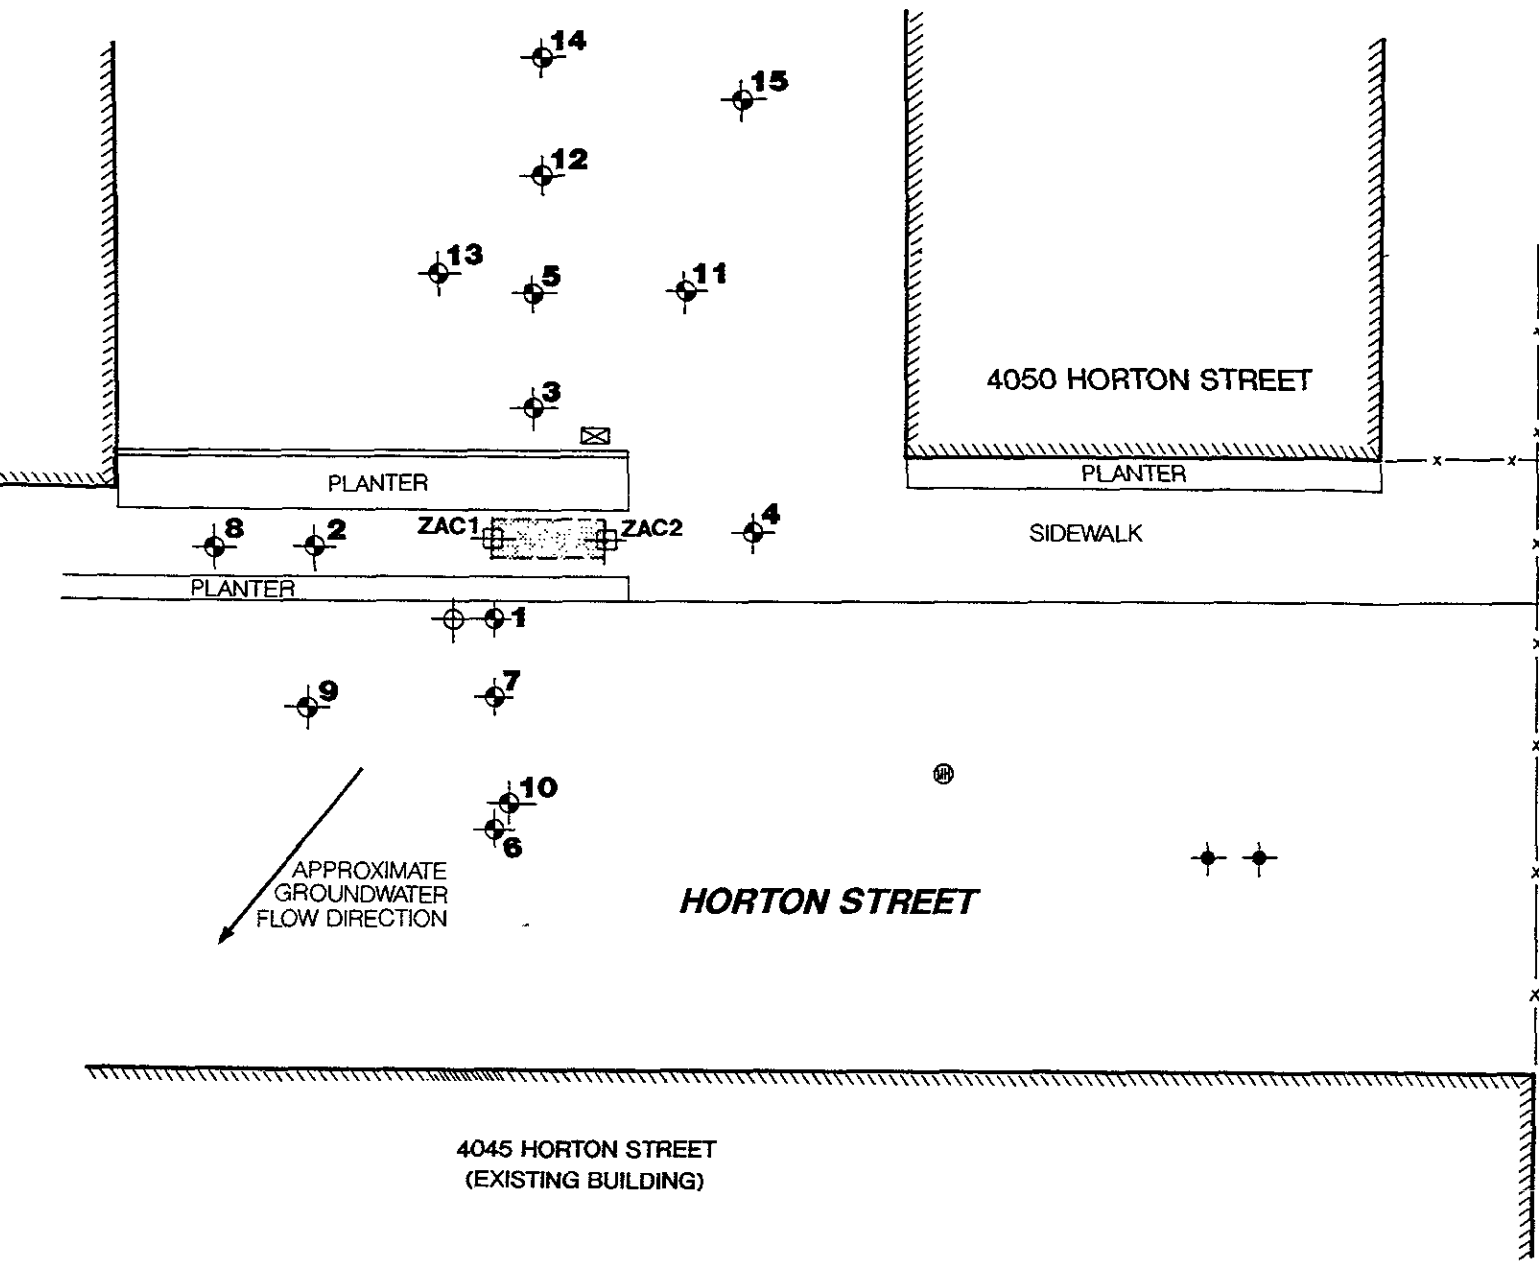 14
15
12
13
5
11
3
4050 HORTON STREET
PLANTER
PLANTER
8
2
ZAC1
ZAC2
4
SIDEWALK
PLANTER
1
9
7
MH
10
6
APPROXIMATE
GROUNDWATER
FLOW DIRECTION
HORTON STREET
4045 HORTON STREET
(EXISTING BUILDING)